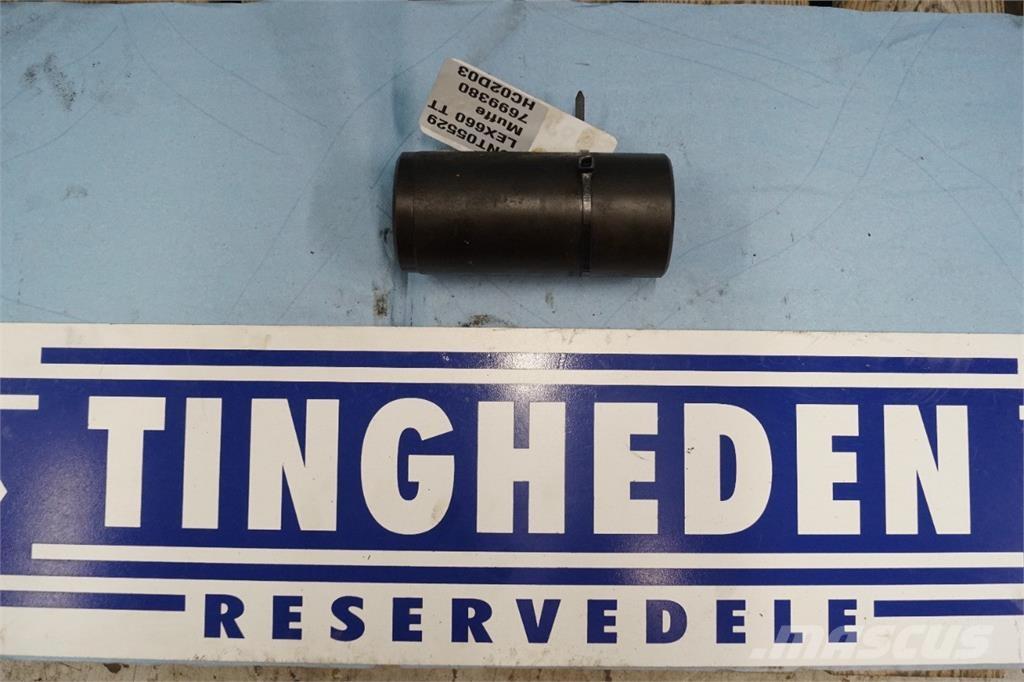 NT05529
LEX660 TT
Muffe
7699380
HC02D03
TINGHEDEN
RESERVEDELE
mascus